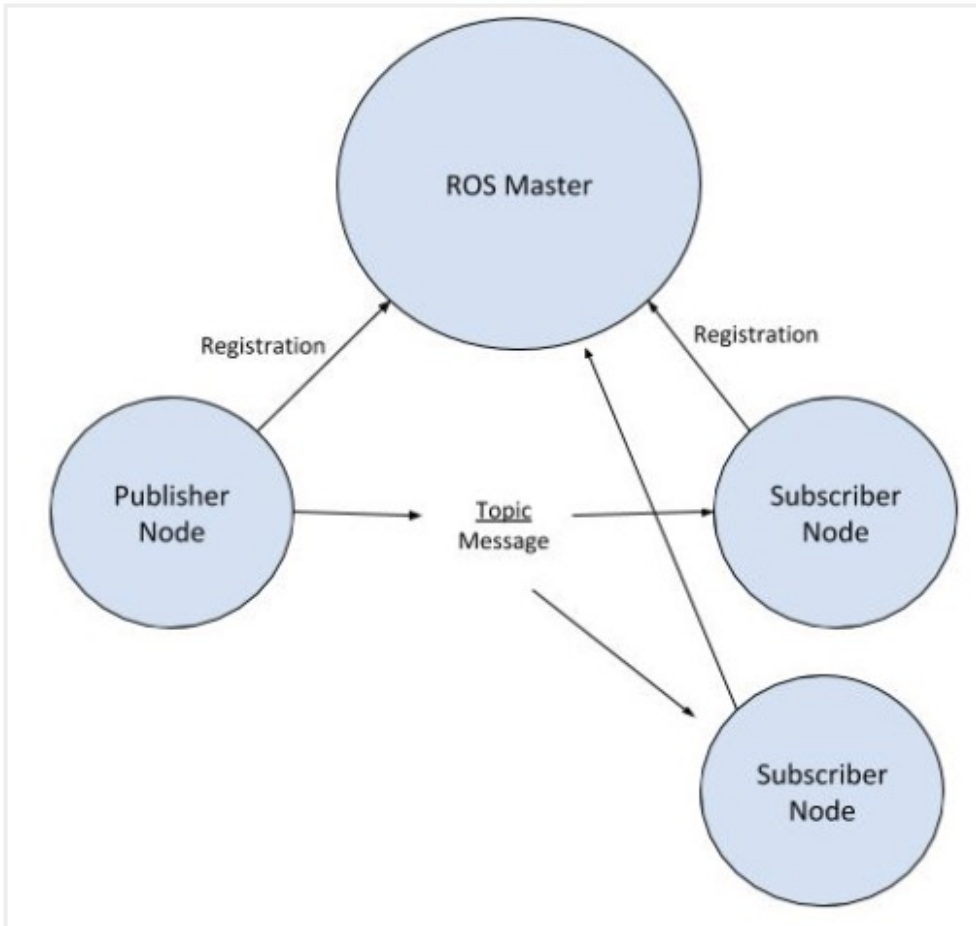 ROS Master
Registration
Registration
Publisher
Node
Topic
Message
Subscriber
Node
Subscriber
Node